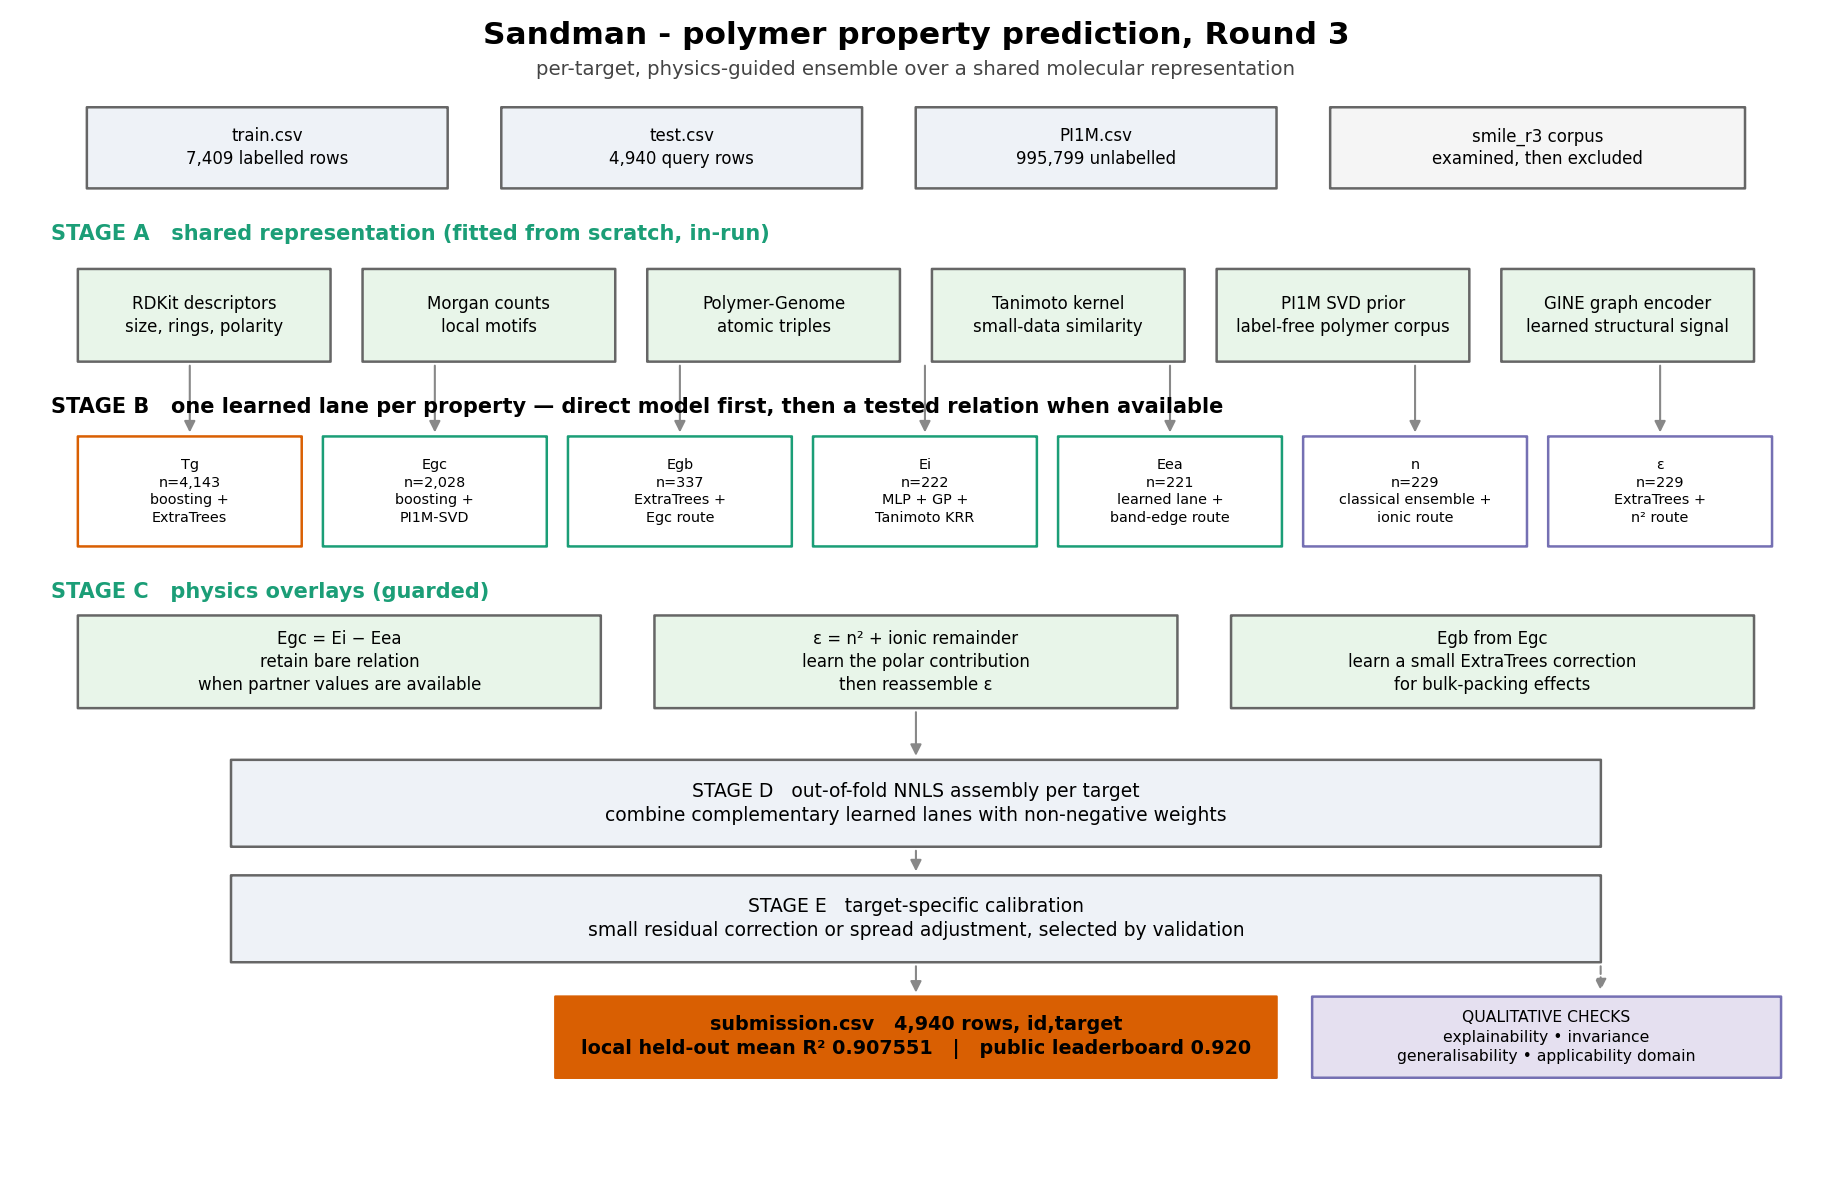 Sandman - polymer property prediction, Round 3
per-target, physics-guided ensemble over a shared molecular representation
train.csv
7,409 labelled rows
test.csv
4,940 query rows
PI1M.csv
995,799 unlabelled
smile_r3 corpus
examined, then excluded
STAGE A   shared representation (fitted from scratch, in-run)
RDKit descriptors
size, rings, polarity
Morgan counts
local motifs
Polymer-Genome
atomic triples
Tanimoto kernel
small-data similarity
PI1M SVD prior
label-free polymer corpus
GINE graph encoder
learned structural signal
STAGE B   one learned lane per property — direct model first, then a tested relation when available
Tg
n=4,143
boosting +
ExtraTrees
Egc
n=2,028
boosting +
PI1M-SVD
Egb
n=337
ExtraTrees +
Egc route
Ei
n=222
MLP + GP +
Tanimoto KRR
Eea
n=221
learned lane +
band-edge route
n
n=229
classical ensemble +
ionic route
ε
n=229
ExtraTrees +
n² route
STAGE C   physics overlays (guarded)
Egc = Ei − Eea
retain bare relation
when partner values are available
ε = n² + ionic remainder
learn the polar contribution
then reassemble ε
Egb from Egc
learn a small ExtraTrees correction
for bulk-packing effects
STAGE D   out-of-fold NNLS assembly per target
combine complementary learned lanes with non-negative weights
STAGE E   target-specific calibration
small residual correction or spread adjustment, selected by validation
submission.csv   4,940 rows, id,target
local held-out mean R² 0.907551   |   public leaderboard 0.920
QUALITATIVE CHECKS
explainability • invariance
generalisability • applicability domain